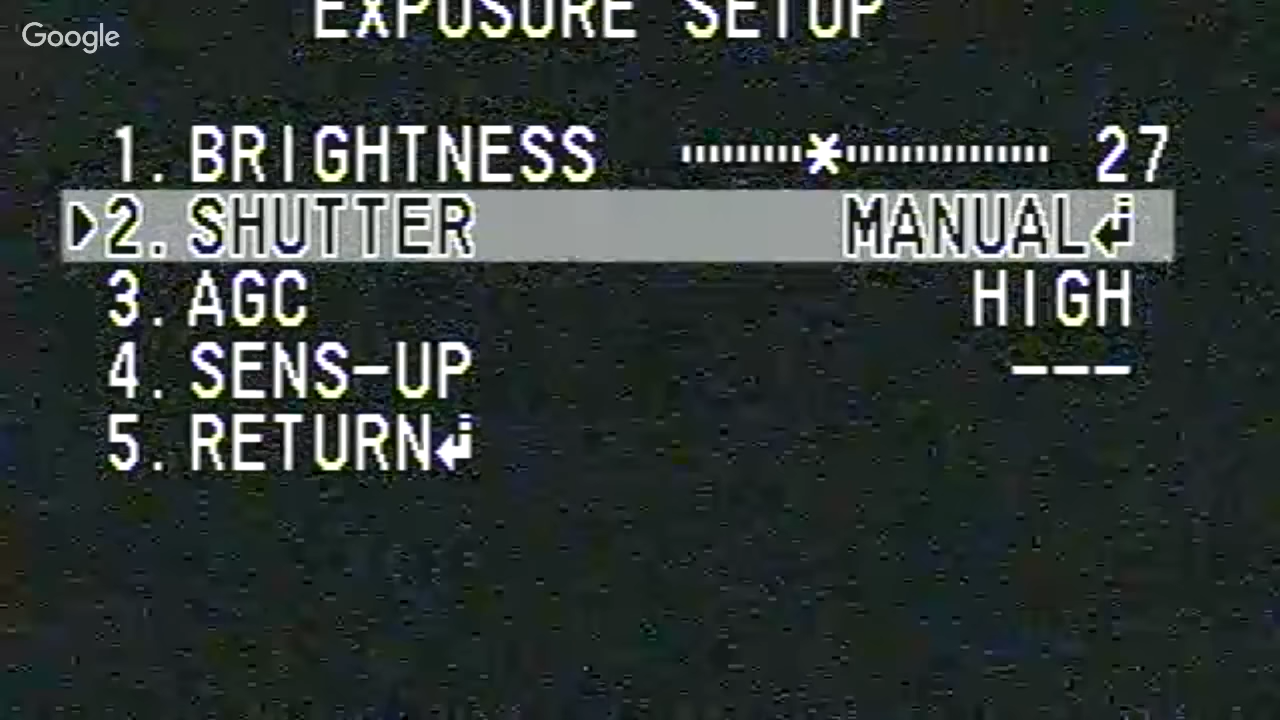 Google
EXPOSURE SETUP
1. BRIGHTNESS 27
2. SHUTTER MANUAL↲
3. AGC HIGH
4. SENS-UP ---
5. RETURN↲